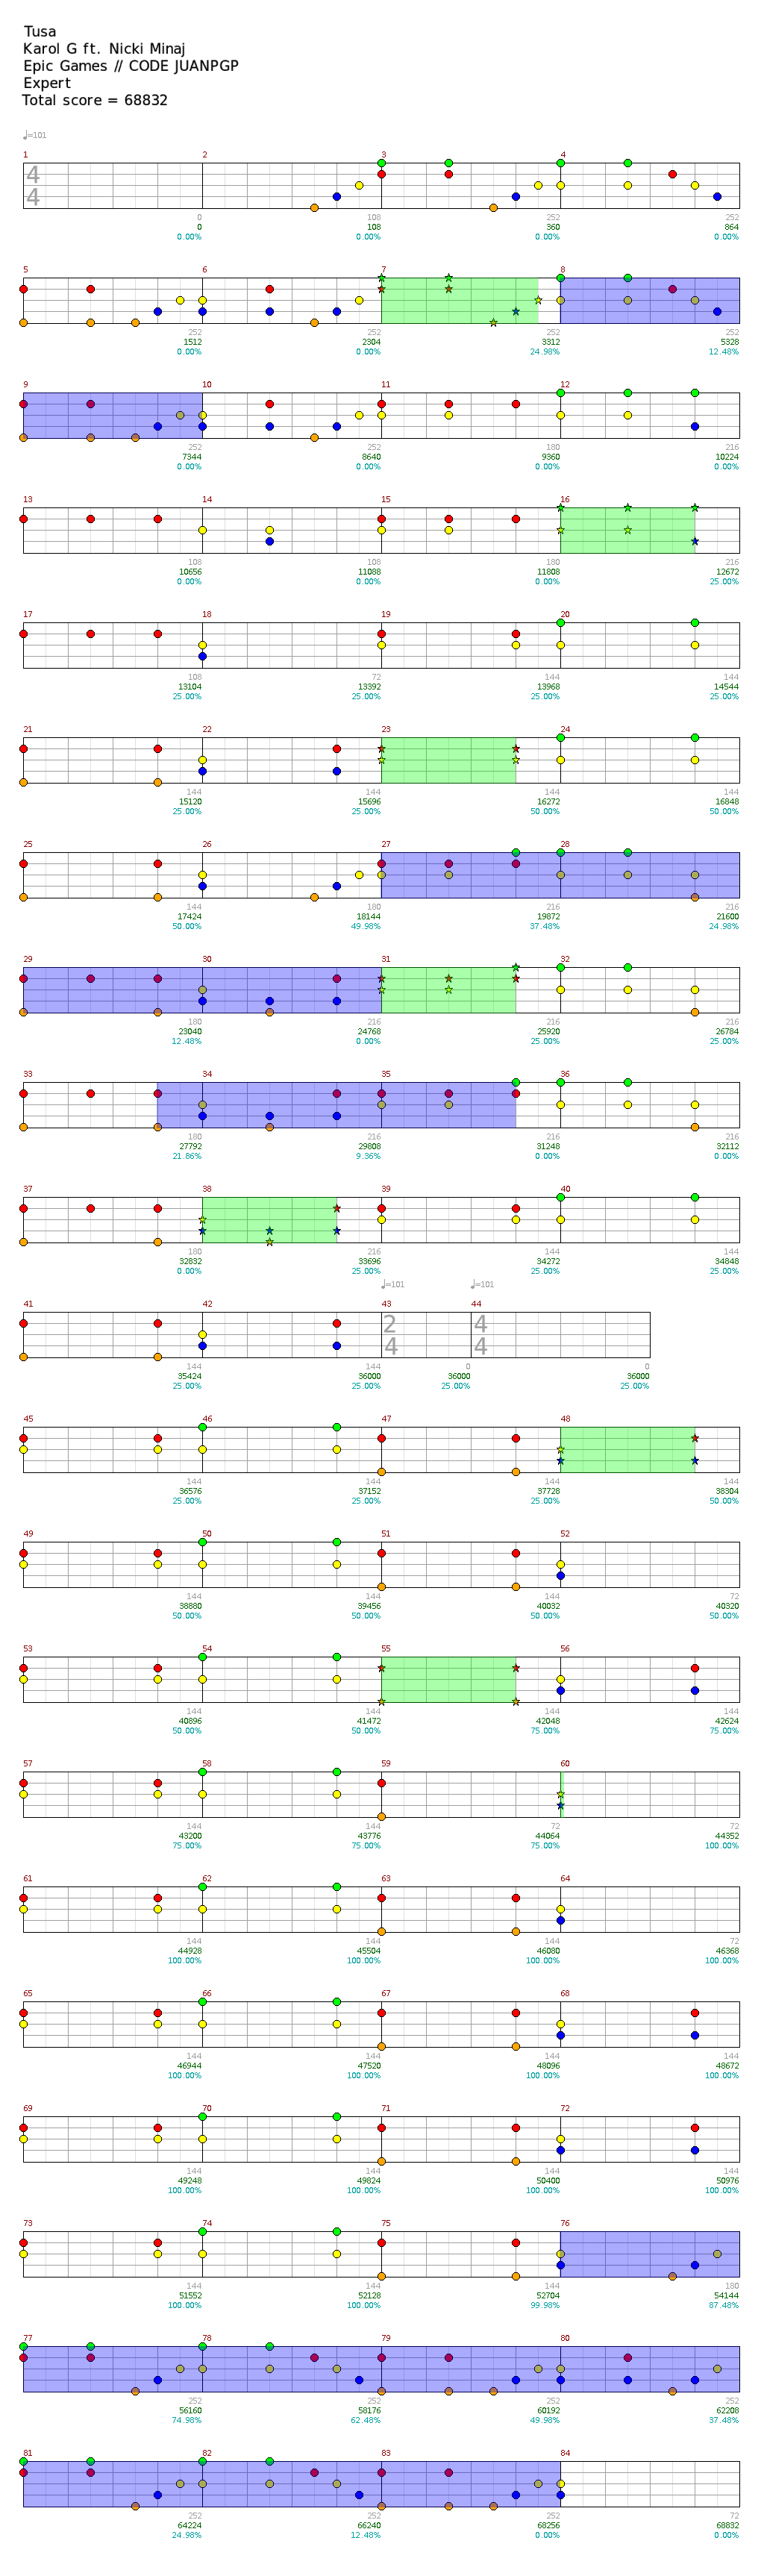 Tusa
Karol G ft. Nicki Minaj
Epic Games // CODE JUANPGP
Expert
Total score = 68832
♩=101
1 2 3 4
4
4
0 108 252 252
0 108 360 864
0.00% 0.00% 0.00% 0.00%
5 6 7 8
252 252 252 252
1512 2304 3312 5328
0.00% 0.00% 24.98% 12.48%
9 10 11 12
252 252 180 216
7344 8640 9360 10224
0.00% 0.00% 0.00% 0.00%
13 14 15 16
108 108 180 216
10656 11088 11808 12672
0.00% 0.00% 0.00% 25.00%
17 18 19 20
108 72 144 144
13104 13392 13968 14544
25.00% 25.00% 25.00% 25.00%
21 22 23 24
144 144 144 144
15120 15696 16272 16848
25.00% 25.00% 50.00% 50.00%
25 26 27 28
144 180 216 216
17424 18144 19872 21600
50.00% 49.98% 37.48% 24.98%
29 30 31 32
180 216 216 216
23040 24768 25920 26784
12.48% 0.00% 25.00% 25.00%
33 34 35 36
180 216 216 216
27792 29808 31248 32112
21.86% 9.36% 0.00% 0.00%
37 38 39 40
180 216 144 144
32832 33696 34272 34848
0.00% 25.00% 25.00% 25.00%
♩=101 ♩=101
41 42 43 44
2 4
4 4
144 144 0 0
35424 36000 36000 36000
25.00% 25.00% 25.00% 25.00%
45 46 47 48
144 144 144 144
36576 37152 37728 38304
25.00% 25.00% 25.00% 50.00%
49 50 51 52
144 144 144 72
38880 39456 40032 40320
50.00% 50.00% 50.00% 50.00%
53 54 55 56
144 144 144 144
40896 41472 42048 42624
50.00% 50.00% 75.00% 75.00%
57 58 59 60
144 144 72 72
43200 43776 44064 44352
75.00% 75.00% 75.00% 100.00%
61 62 63 64
144 144 144 72
44928 45504 46080 46368
100.00% 100.00% 100.00% 100.00%
65 66 67 68
144 144 144 144
46944 47520 48096 48672
100.00% 100.00% 100.00% 100.00%
69 70 71 72
144 144 144 144
49248 49824 50400 50976
100.00% 100.00% 100.00% 100.00%
73 74 75 76
144 144 144 180
51552 52128 52704 54144
100.00% 100.00% 99.98% 87.48%
77 78 79 80
252 252 252 252
56160 58176 60192 62208
74.98% 62.48% 49.98% 37.48%
81 82 83 84
252 252 252 72
64224 66240 68256 68832
24.98% 12.48% 0.00% 0.00%